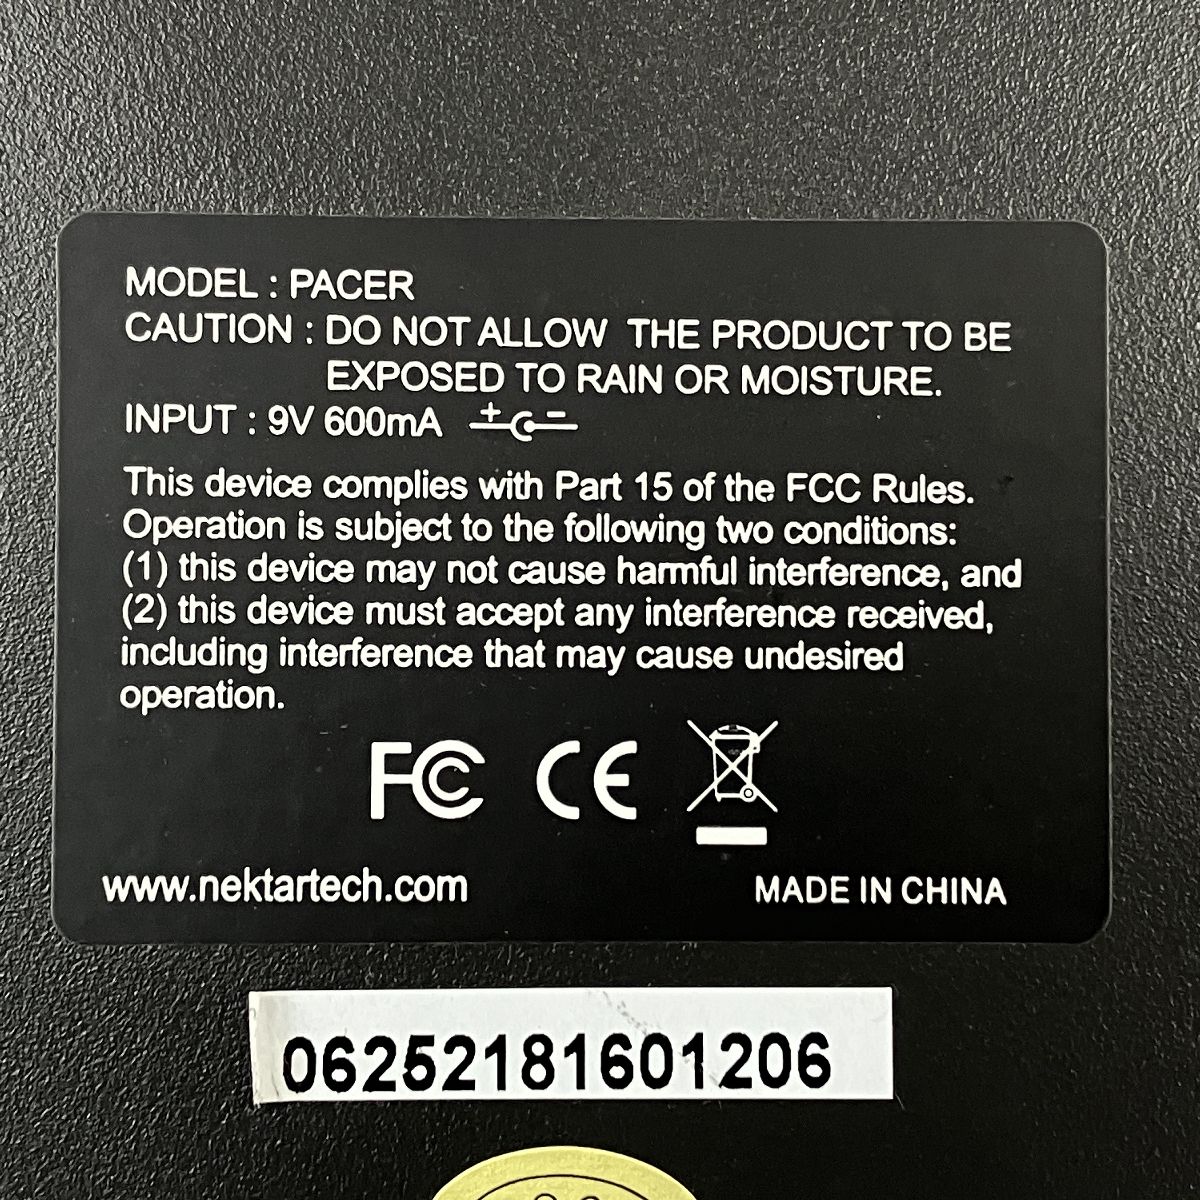 MODEL : PACER
CAUTION : DO NOT ALLOW THE PRODUCT TO BE
EXPOSED TO RAIN OR MOISTURE.
INPUT : 9V 600mA + -
This device complies with Part 15 of the FCC Rules.
Operation is subject to the following two conditions:
(1) this device may not cause harmful interference, and
(2) this device must accept any interference received,
including interference that may cause undesired
operation.
FC CE
www.nektartech.com MADE IN CHINA
06252181601206